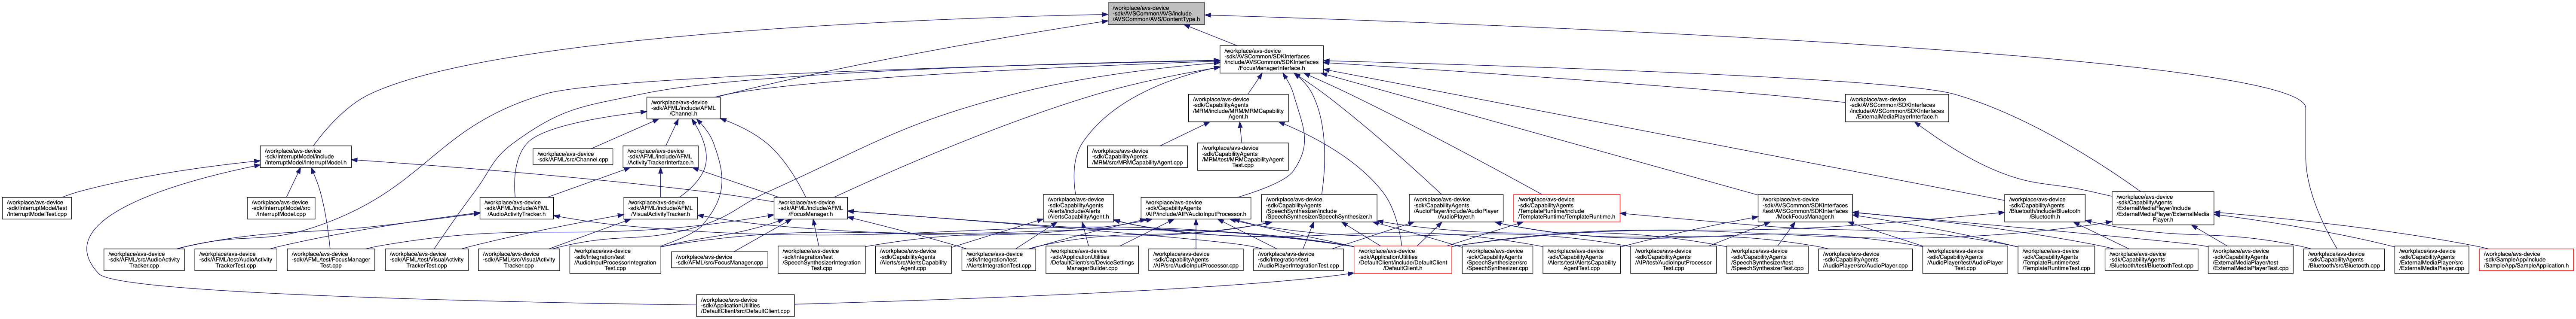 /workplace/avs-device
-sdk/AVSCommon/AVS/include
/AVSCommon/AVS/ContentType.h
/workplace/avs-device
-sdk/AVSCommon/SDKInterfaces
/include/AVSCommon/SDKInterfaces
/FocusManagerInterface.h
/workplace/avs-device
-sdk/AFML/include/AFML
/Channel.h
/workplace/avs-device
-sdk/CapabilityAgents
/MRM/include/MRM/MRMCapability
Agent.h
/workplace/avs-device
-sdk/AVSCommon/SDKInterfaces
/include/AVSCommon/SDKInterfaces
/ExternalMediaPlayerInterface.h
/workplace/avs-device
-sdk/InterruptModel/include
/InterruptModel/InterruptModel.h
/workplace/avs-device
-sdk/AFML/src/Channel.cpp
/workplace/avs-device
-sdk/AFML/include/AFML
/ActivityTrackerInterface.h
/workplace/avs-device
-sdk/CapabilityAgents
/MRM/src/MRMCapabilityAgent.cpp
/workplace/avs-device
-sdk/CapabilityAgents
/MRM/test/MRMCapabilityAgent
Test.cpp
/workplace/avs-device
-sdk/InterruptModel/test
/InterruptModelTest.cpp
/workplace/avs-device
-sdk/InterruptModel/src
/InterruptModel.cpp
/workplace/avs-device
-sdk/AFML/include/AFML
/AudioActivityTracker.h
/workplace/avs-device
-sdk/AFML/include/AFML
/VisualActivityTracker.h
/workplace/avs-device
-sdk/AFML/include/AFML
/FocusManager.h
/workplace/avs-device
-sdk/CapabilityAgents
/Alerts/include/Alerts
/AlertsCapabilityAgent.h
/workplace/avs-device
-sdk/CapabilityAgents
/AIP/include/AIP/AudioInputProcessor.h
/workplace/avs-device
-sdk/CapabilityAgents
/SpeechSynthesizer/include
/SpeechSynthesizer/SpeechSynthesizer.h
/workplace/avs-device
-sdk/CapabilityAgents
/AudioPlayer/include/AudioPlayer
/AudioPlayer.h
/workplace/avs-device
-sdk/CapabilityAgents
/TemplateRuntime/include
/TemplateRuntime/TemplateRuntime.h
/workplace/avs-device
-sdk/AVSCommon/SDKInterfaces
/test/AVSCommon/SDKInterfaces
/MockFocusManager.h
/workplace/avs-device
-sdk/CapabilityAgents
/Bluetooth/include/Bluetooth
/Bluetooth.h
/workplace/avs-device
-sdk/CapabilityAgents
/ExternalMediaPlayer/include
/ExternalMediaPlayer/ExternalMedia
Player.h
/workplace/avs-device
-sdk/AFML/src/AudioActivity
Tracker.cpp
/workplace/avs-device
-sdk/AFML/test/AudioActivity
TrackerTest.cpp
/workplace/avs-device
-sdk/AFML/test/FocusManager
Test.cpp
/workplace/avs-device
-sdk/AFML/test/VisualActivity
TrackerTest.cpp
/workplace/avs-device
-sdk/AFML/src/VisualActivity
Tracker.cpp
/workplace/avs-device
-sdk/Integration/test
/AudioInputProcessorIntegration
Test.cpp
/workplace/avs-device
-sdk/AFML/src/FocusManager.cpp
/workplace/avs-device
-sdk/Integration/test
/SpeechSynthesizerIntegration
Test.cpp
/workplace/avs-device
-sdk/CapabilityAgents
/Alerts/src/AlertsCapability
Agent.cpp
/workplace/avs-device
-sdk/Integration/test
/AlertsIntegrationTest.cpp
/workplace/avs-device
-sdk/ApplicationUtilities
/DefaultClient/src/DeviceSettings
ManagerBuilder.cpp
/workplace/avs-device
-sdk/CapabilityAgents
/AIP/src/AudioInputProcessor.cpp
/workplace/avs-device
-sdk/Integration/test
/AudioPlayerIntegrationTest.cpp
/workplace/avs-device
-sdk/ApplicationUtilities
/DefaultClient/include/DefaultClient
/DefaultClient.h
/workplace/avs-device
-sdk/CapabilityAgents
/SpeechSynthesizer/src
/SpeechSynthesizer.cpp
/workplace/avs-device
-sdk/CapabilityAgents
/Alerts/test/AlertsCapability
AgentTest.cpp
/workplace/avs-device
-sdk/CapabilityAgents
/AIP/test/AudioInputProcessor
Test.cpp
/workplace/avs-device
-sdk/CapabilityAgents
/SpeechSynthesizer/test
/SpeechSynthesizerTest.cpp
/workplace/avs-device
-sdk/CapabilityAgents
/AudioPlayer/src/AudioPlayer.cpp
/workplace/avs-device
-sdk/CapabilityAgents
/AudioPlayer/test/AudioPlayer
Test.cpp
/workplace/avs-device
-sdk/CapabilityAgents
/TemplateRuntime/test
/TemplateRuntimeTest.cpp
/workplace/avs-device
-sdk/CapabilityAgents
/Bluetooth/test/BluetoothTest.cpp
/workplace/avs-device
-sdk/CapabilityAgents
/ExternalMediaPlayer/test
/ExternalMediaPlayerTest.cpp
/workplace/avs-device
-sdk/CapabilityAgents
/Bluetooth/src/Bluetooth.cpp
/workplace/avs-device
-sdk/CapabilityAgents
/ExternalMediaPlayer/src
/ExternalMediaPlayer.cpp
/workplace/avs-device
-sdk/SampleApp/include
/SampleApp/SampleApplication.h
/workplace/avs-device
-sdk/ApplicationUtilities
/DefaultClient/src/DefaultClient.cpp